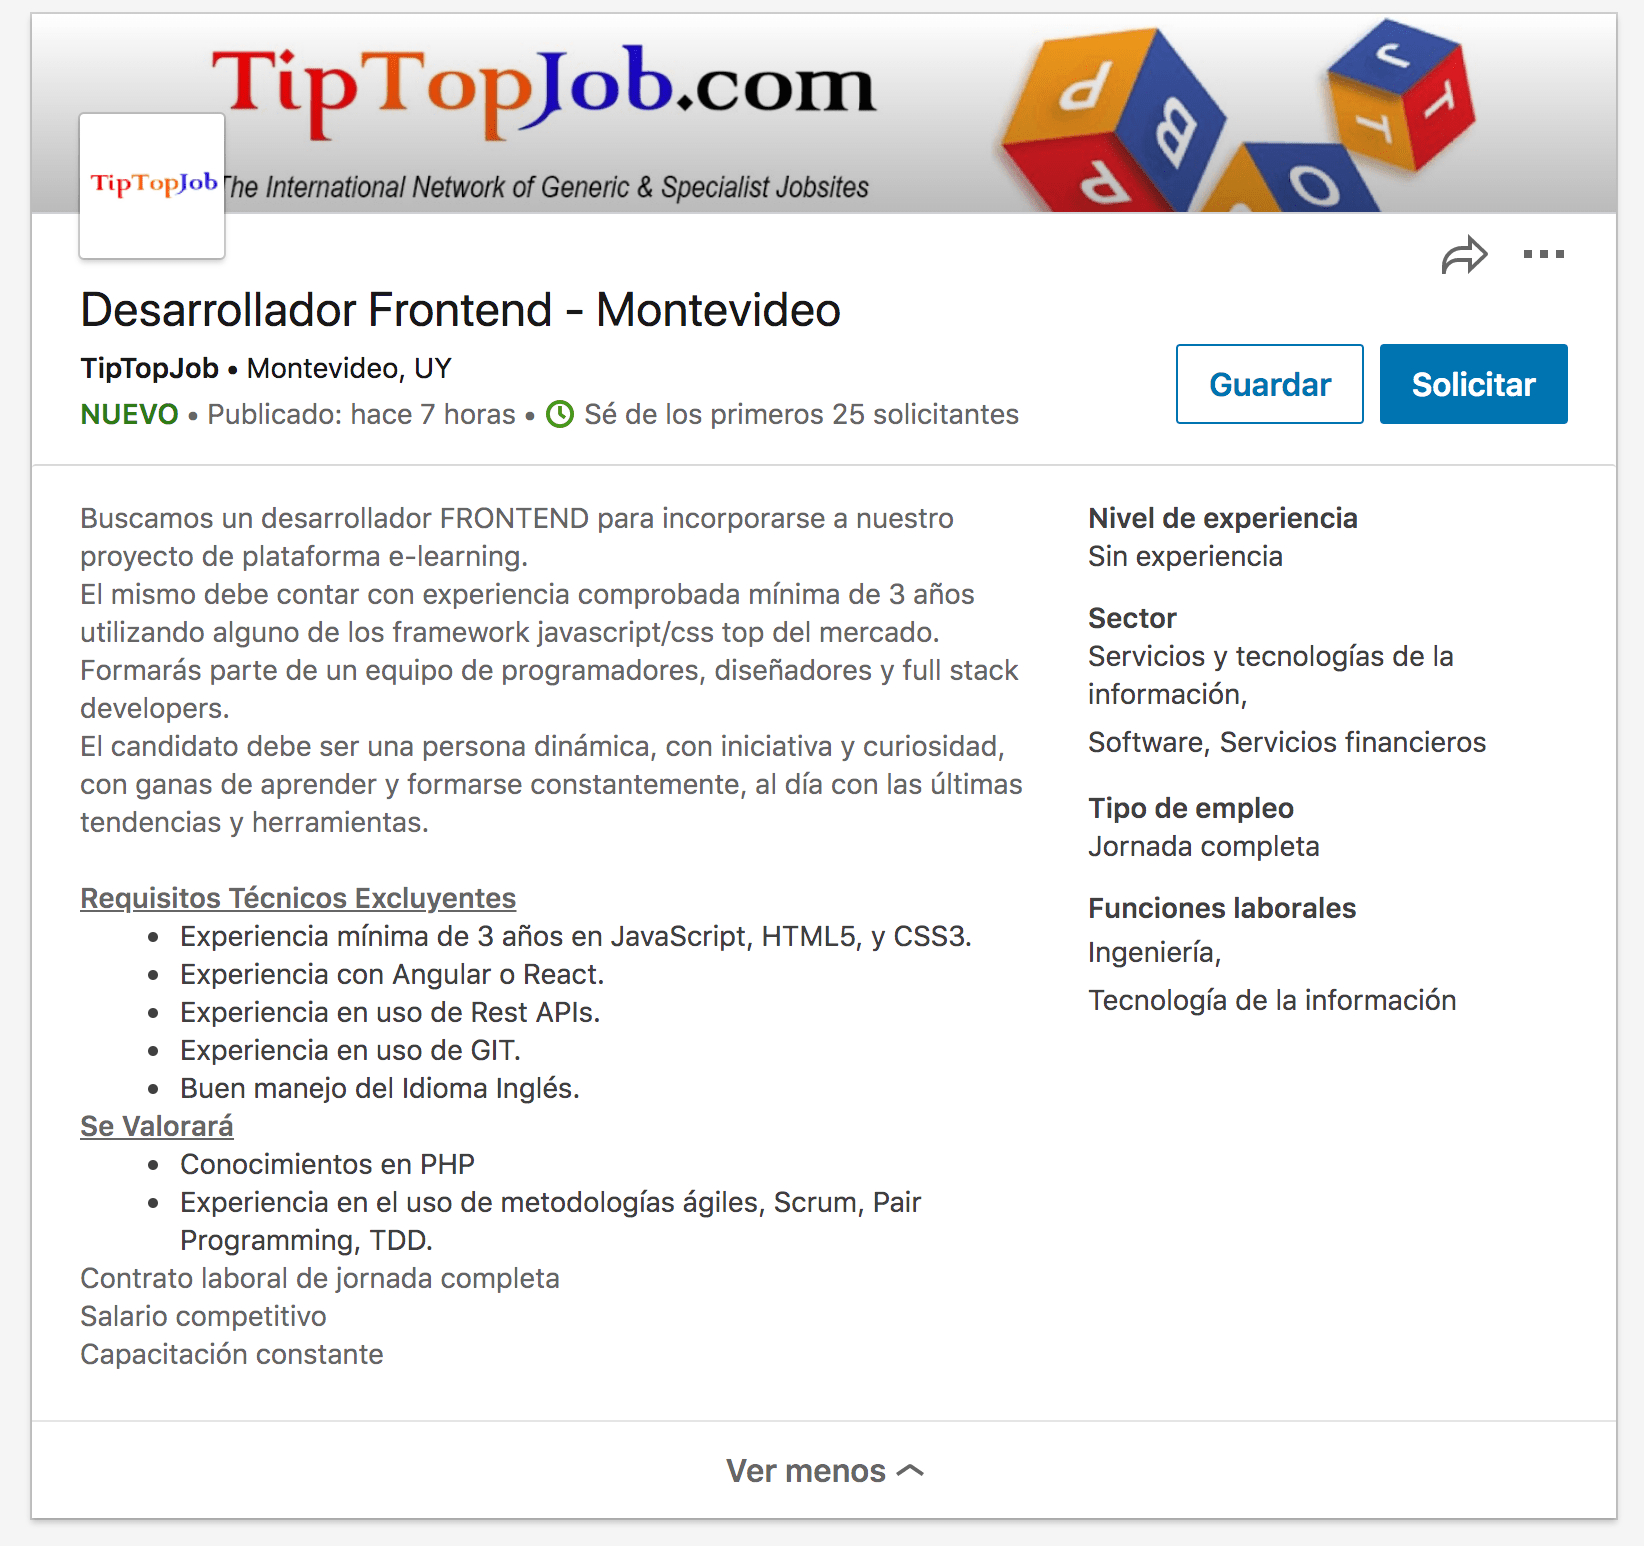 TipTopJob.com
The International Network of Generic & Specialist Jobsites
P
B
P
O
J
T
T
TipTopJob
Desarrollador Frontend - Montevideo
TipTopJob • Montevideo, UY
NUEVO • Publicado: hace 7 horas • Sé de los primeros 25 solicitantes
Guardar
Solicitar
Buscamos un desarrollador FRONTEND para incorporarse a nuestro
proyecto de plataforma e-learning.
El mismo debe contar con experiencia comprobada mínima de 3 años
utilizando alguno de los framework javascript/css top del mercado.
Formarás parte de un equipo de programadores, diseñadores y full stack
developers.
El candidato debe ser una persona dinámica, con iniciativa y curiosidad,
con ganas de aprender y formarse constantemente, al día con las últimas
tendencias y herramientas.
Requisitos Técnicos Excluyentes
• Experiencia mínima de 3 años en JavaScript, HTML5, y CSS3.
• Experiencia con Angular o React.
• Experiencia en uso de Rest APIs.
• Experiencia en uso de GIT.
• Buen manejo del Idioma Inglés.
Se Valorará
• Conocimientos en PHP
• Experiencia en el uso de metodologías ágiles, Scrum, Pair
Programming, TDD.
Contrato laboral de jornada completa
Salario competitivo
Capacitación constante
Nivel de experiencia
Sin experiencia
Sector
Servicios y tecnologías de la
información,
Software, Servicios financieros
Tipo de empleo
Jornada completa
Funciones laborales
Ingeniería,
Tecnología de la información
Ver menos